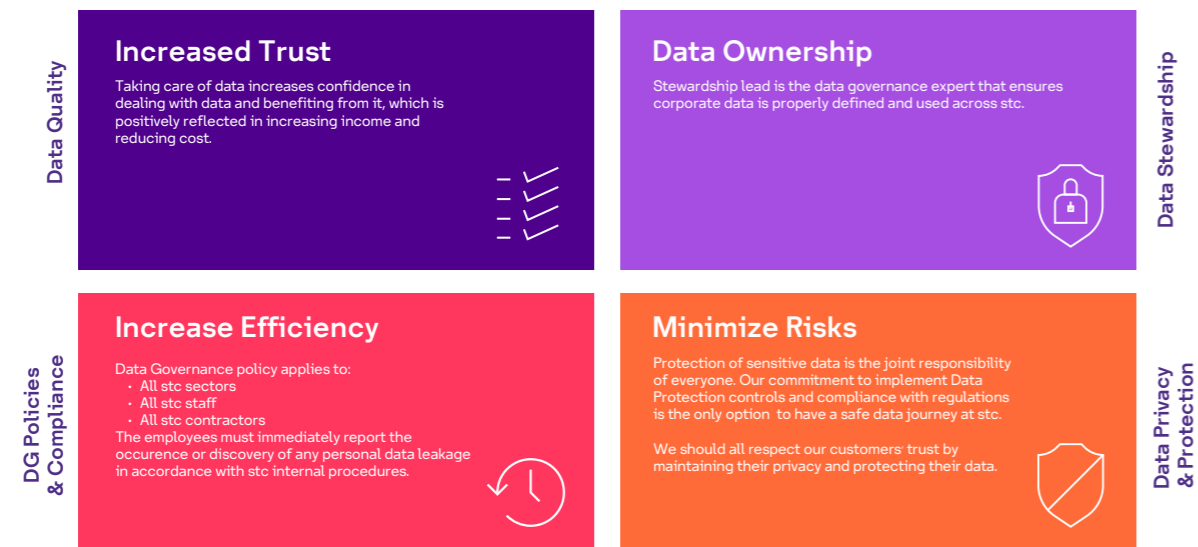 Data Quality
Increased Trust
Taking care of data increases confidence in
dealing with data and benefiting from it, which is
positively reflected in increasing income and
reducing cost.
Data Ownership
Stewardship lead is the data governance expert that ensures
corporate data is properly defined and used across stc.
Data Stewardship
DG Policies
& Compliance
Increase Efficiency
Data Governance policy applies to:
• All stc sectors
• All stc staff
• All stc contractors
The employees must immediately report the
occurence or discovery of any personal data leakage
in accordance with stc internal procedures.
Minimize Risks
Protection of sensitive data is the joint responsibility
of everyone. Our commitment to implement Data
Protection controls and compliance with regulations
is the only option to have a safe data journey at stc.
We should all respect our customers' trust by
maintaining their privacy and protecting their data.
Data Privacy
& Protection